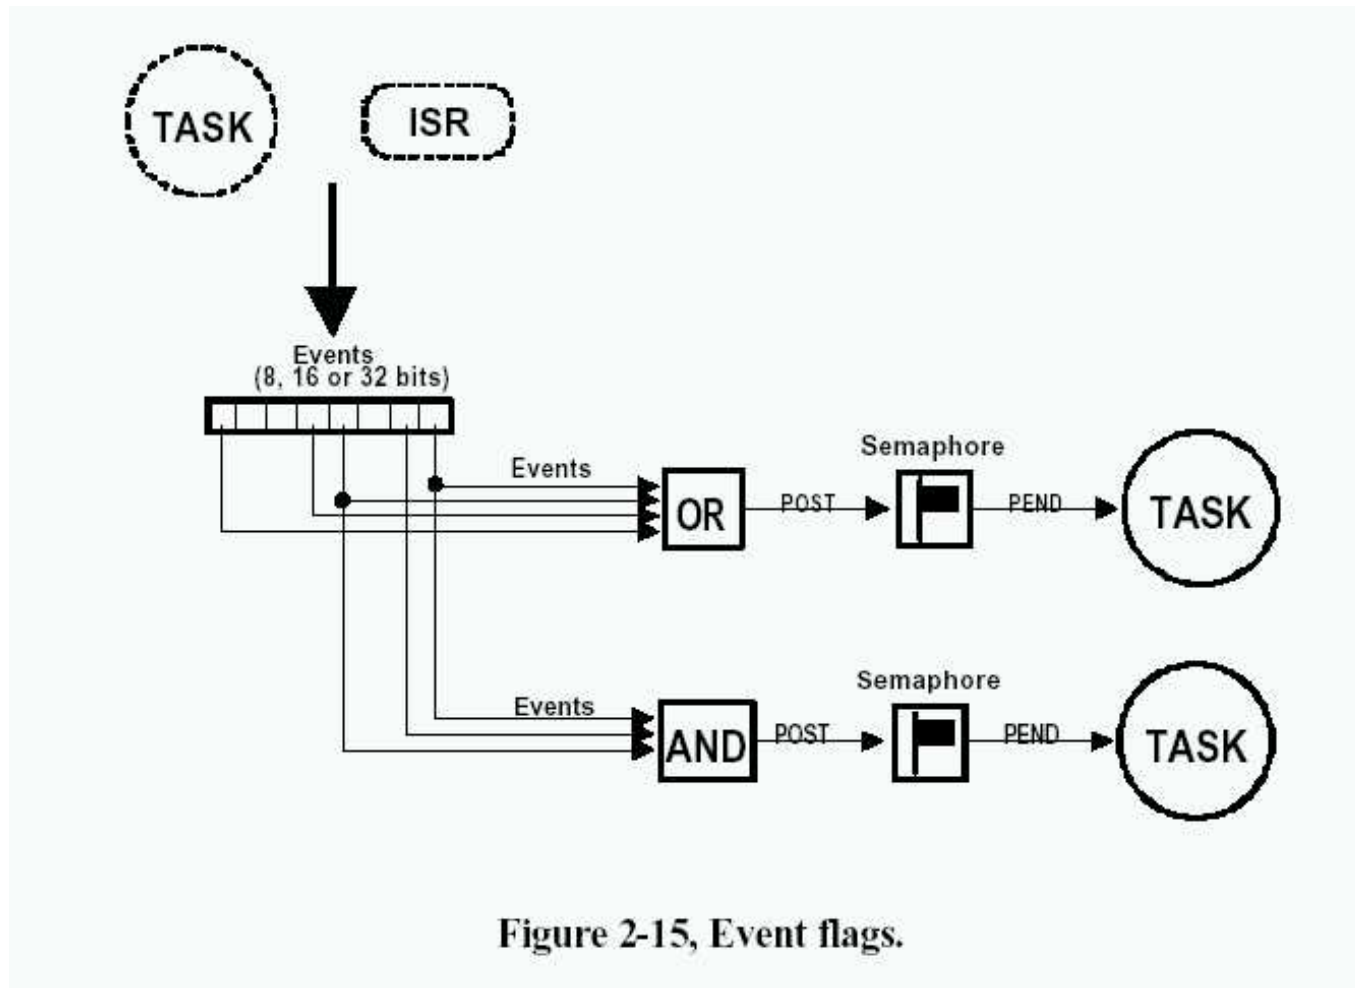 TASK
ISR
Events
(8, 16 or 32 bits)
Events
OR
POST
Semaphore
PEND
TASK
Events
AND
POST
Semaphore
PEND
TASK
Figure 2-15, Event flags.